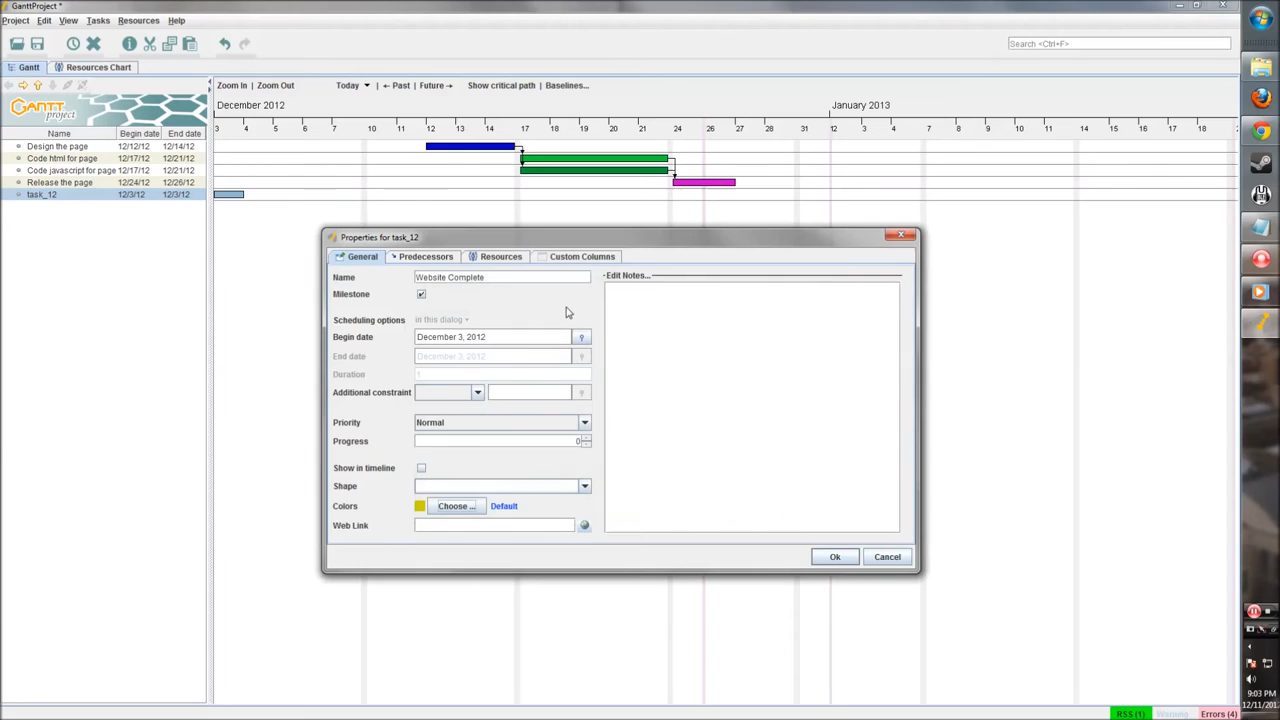 GanttProject *
Project Edit View Tasks Resources Help
Search <Ctrl+F>
Gantt Resources Chart
Zoom In | Zoom Out Today | ← Past | Future → Show critical path | Baselines...
GANTT project
December 2012 January 2013
Name Begin date End date
3 4 5 6 7 10 11 12 13 14 17 18 19 20 21 24 26 27 28 31 2 3 4 7 8 9 10 11 14 15 16 17 18
Design the page 12/12/12 12/14/12
Code html for page 12/17/12 12/21/12
Code javascript for page 12/17/12 12/21/12
Release the page 12/24/12 12/26/12
task_12 12/3/12 12/3/12
Properties for task_12
General Predecessors Resources Custom Columns
Name Website Complete
Edit Notes...
Milestone
Scheduling options in this dialog
Begin date December 3, 2012
End date December 3, 2012
Duration 1
Additional constraint
Priority Normal
Progress 0
Show in timeline
Shape
Colors Choose ... Default
Web Link
Ok Cancel
9:03 PM
12/11/201
RSS (1) Warning Errors (4)